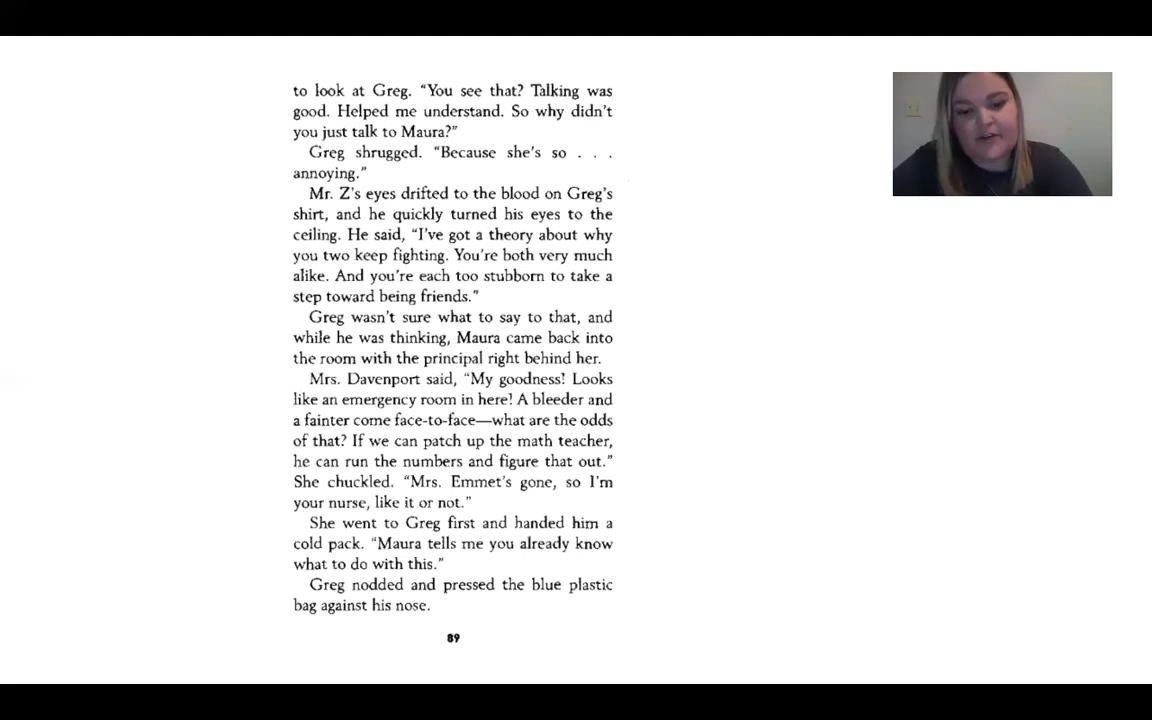 to look at Greg. “You see that? Talking was
good. Helped me understand. So why didn’t
you just talk to Maura?”
Greg shrugged. “Because she’s so . . .
annoying.”
Mr. Z’s eyes drifted to the blood on Greg’s
shirt, and he quickly turned his eyes to the
ceiling. He said, “I’ve got a theory about why
you two keep fighting. You’re both very much
alike. And you’re each too stubborn to take a
step toward being friends.”
Greg wasn’t sure what to say to that, and
while he was thinking, Maura came back into
the room with the principal right behind her.
Mrs. Davenport said, “My goodness! Looks
like an emergency room in here! A bleeder and
a fainter come face-to-face—what are the odds
of that? If we can patch up the math teacher,
he can run the numbers and figure that out.”
She chuckled. “Mrs. Emmet’s gone, so I’m
your nurse, like it or not.”
She went to Greg first and handed him a
cold pack. “Maura tells me you already know
what to do with this.”
Greg nodded and pressed the blue plastic
bag against his nose.
89